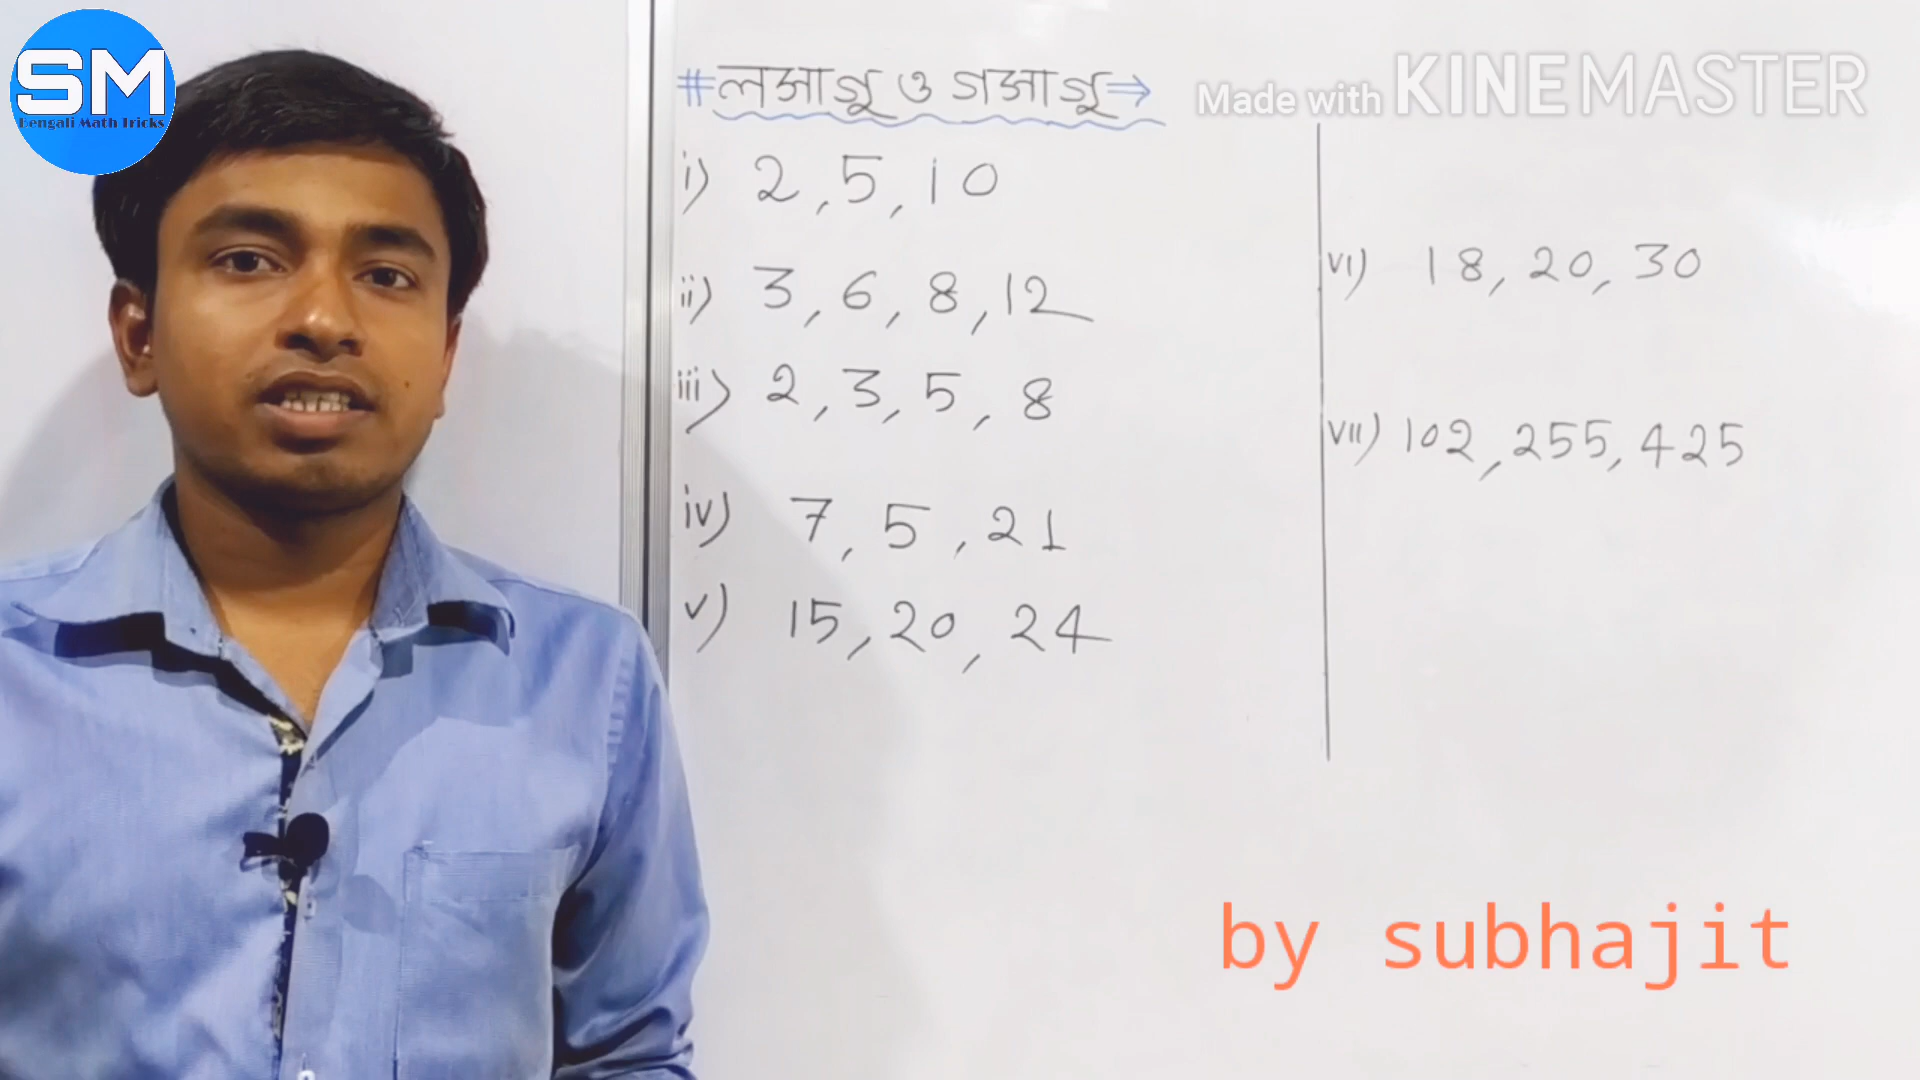 SM
Bengali Math Tricks
Made with KINEMASTER
# লসাগু ও গসাগু ⇒
i) 2, 5, 10
ii) 3, 6, 8, 12
iii) 2, 3, 5, 8
iv) 7, 5, 21
v) 15, 20, 24
vi) 18, 20, 30
vii) 102, 255, 425
by subhajit